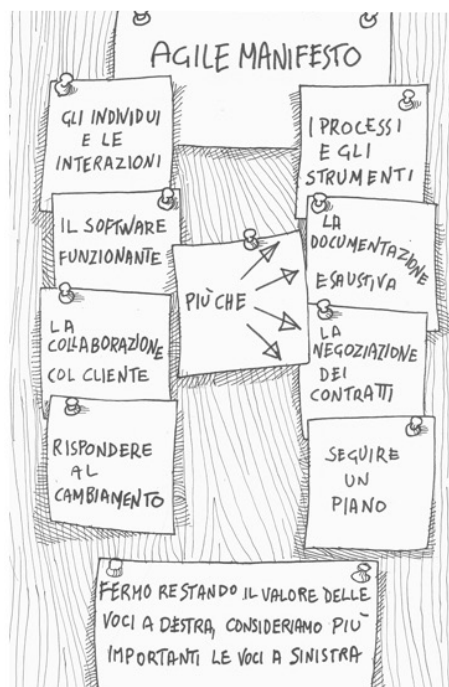 AGILE MANIFESTO
GLI INDIVIDUI
E LE
INTERAZIONI
IL SOFTWARE
FUNZIONANTE
LA
COLLABORAZIONE
COL CLIENTE
RISPONDERE
AL
CAMBIAMENTO
PIÙ CHE
I PROCESSI
E GLI
STRUMENTI
LA
DOCUMENTAZIONE
ESAUSTIVA
LA
NEGOZIAZIONE
DEI
CONTRATTI
SEGUIRE
UN
PIANO
FERMO RESTANDO IL VALORE DELLE
VOCI A DESTRA, CONSIDERIAMO PIÙ
IMPORTANTI LE VOCI A SINISTRA